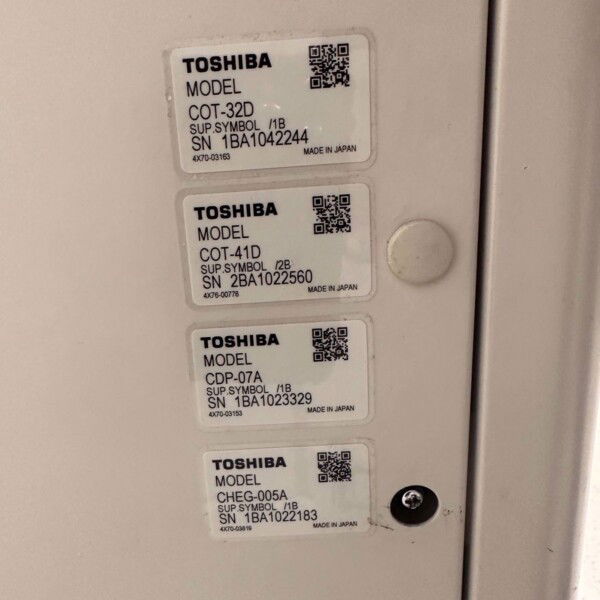 TOSHIBA
MODEL
COT-32D
SUP.SYMBOL /1B
SN 1BA1042244
4X70-03163 MADE IN JAPAN
TOSHIBA
MODEL
COT-41D
SUP.SYMBOL /2B
SN 2BA1022560
4X76-00776 MADE IN JAPAN
TOSHIBA
MODEL
CDP-07A
SUP.SYMBOL /1B
SN 1BA1023329
4X70-03153 MADE IN JAPAN
TOSHIBA
MODEL
CHEG-005A
SUP.SYMBOL /1B
SN 1BA1022183
4X70-03819 MADE IN JAPAN